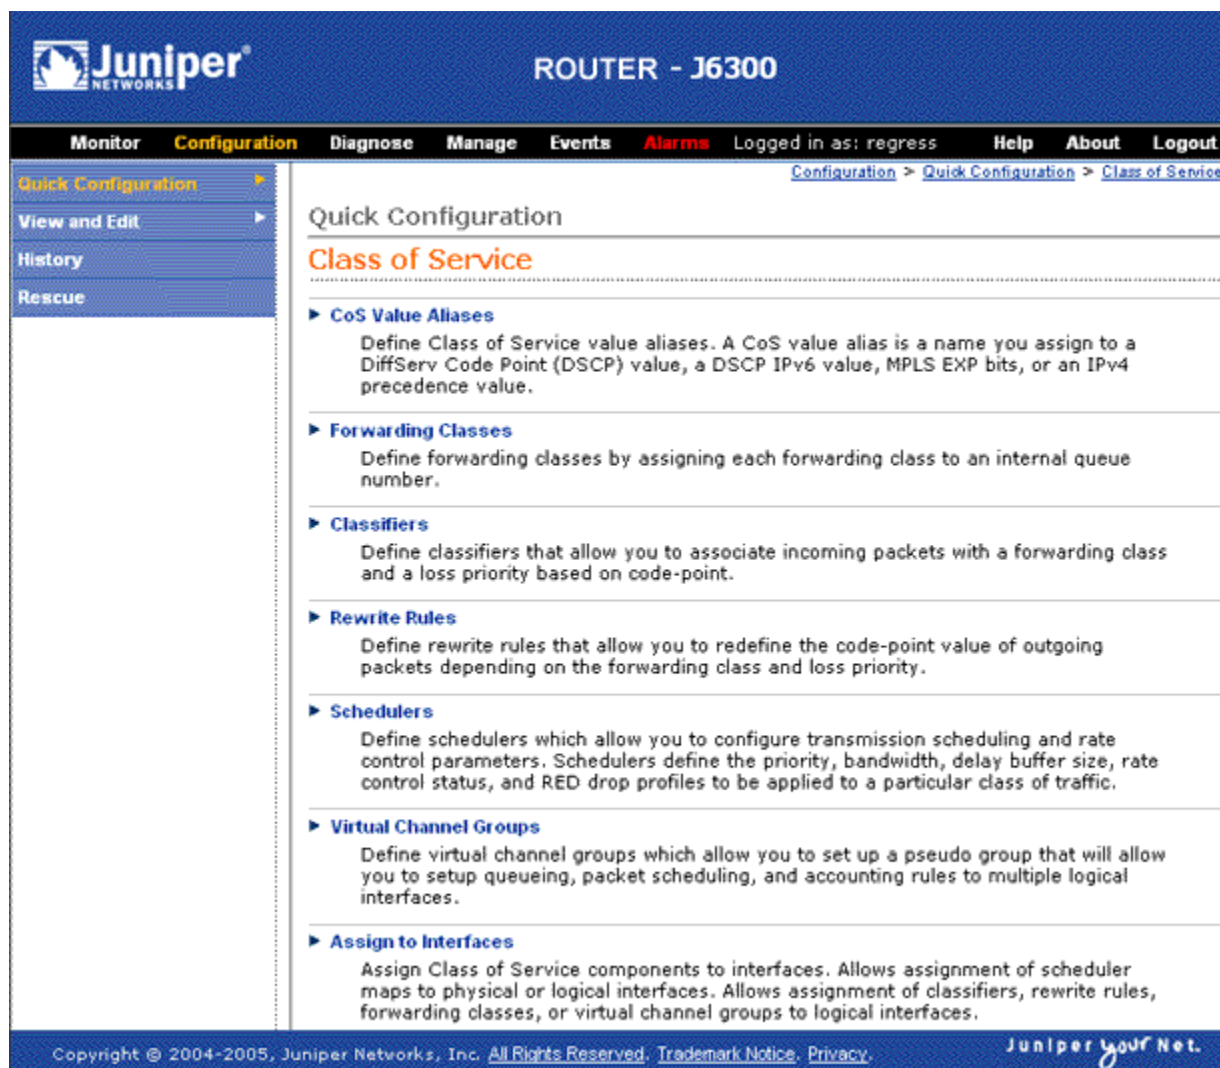 Juniper®
NETWORKS
ROUTER - J6300
Monitor Configuration Diagnose Manage Events Alarms Logged in as: regress Help About Logout
Configuration > Quick Configuration > Class of Service
Quick Configuration
View and Edit
History
Rescue
Quick Configuration
Class of Service
CoS Value Aliases
Define Class of Service value aliases. A CoS value alias is a name you assign to a
DiffServ Code Point (DSCP) value, a DSCP IPv6 value, MPLS EXP bits, or an IPv4
precedence value.
Forwarding Classes
Define forwarding classes by assigning each forwarding class to an internal queue
number.
Classifiers
Define classifiers that allow you to associate incoming packets with a forwarding class
and a loss priority based on code-point.
Rewrite Rules
Define rewrite rules that allow you to redefine the code-point value of outgoing
packets depending on the forwarding class and loss priority.
Schedulers
Define schedulers which allow you to configure transmission scheduling and rate
control parameters. Schedulers define the priority, bandwidth, delay buffer size, rate
control status, and RED drop profiles to be applied to a particular class of traffic.
Virtual Channel Groups
Define virtual channel groups which allow you to set up a pseudo group that will allow
you to setup queueing, packet scheduling, and accounting rules to multiple logical
interfaces.
Assign to Interfaces
Assign Class of Service components to interfaces. Allows assignment of scheduler
maps to physical or logical interfaces. Allows assignment of classifiers, rewrite rules,
forwarding classes, or virtual channel groups to logical interfaces.
Copyright © 2004-2005, Juniper Networks, Inc. All Rights Reserved. Trademark Notice. Privacy.
Juniper your Net.